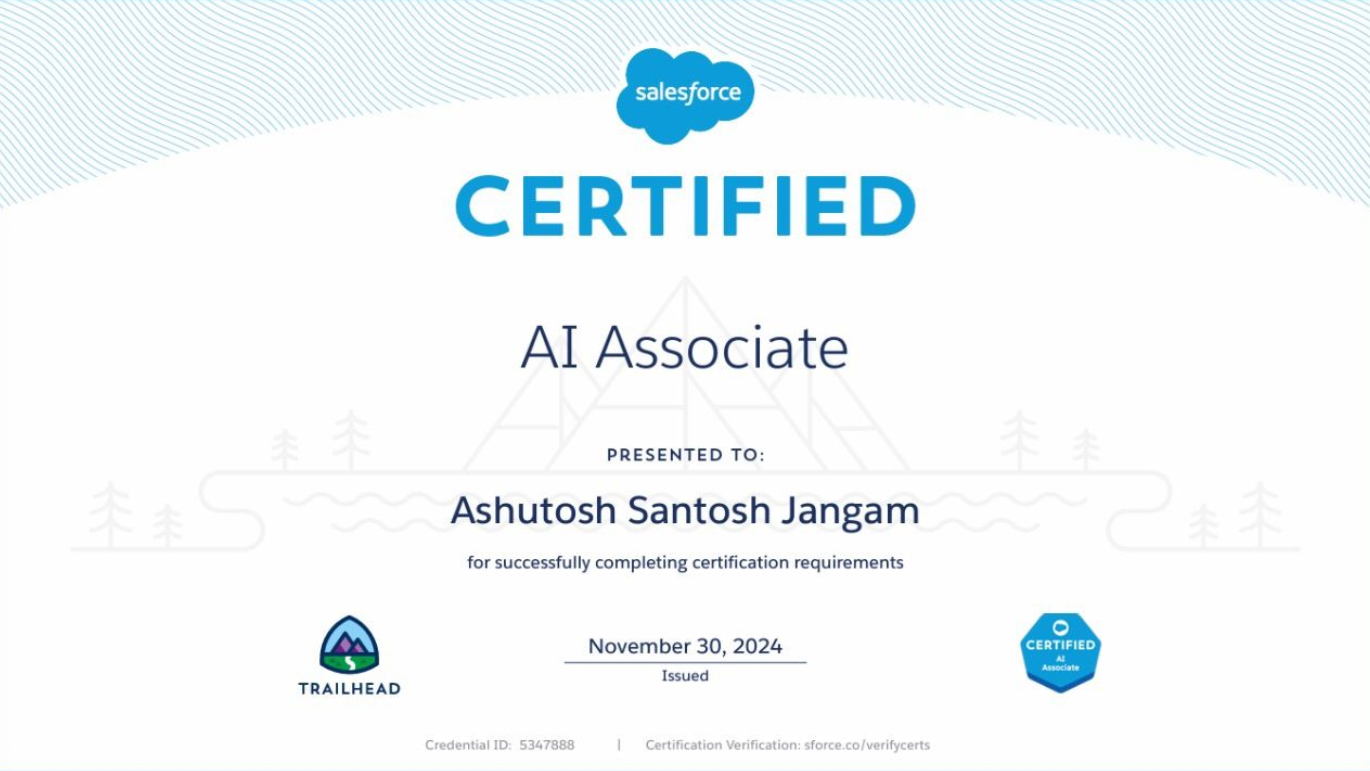 salesforce
CERTIFIED
AI Associate
PRESENTED TO:
Ashutosh Santosh Jangam
for successfully completing certification requirements
November 30, 2024
Issued
TRAILHEAD
CERTIFIED
AI
Associate
Credential ID: 5347888 | Certification Verification: sforce.co/verifycerts